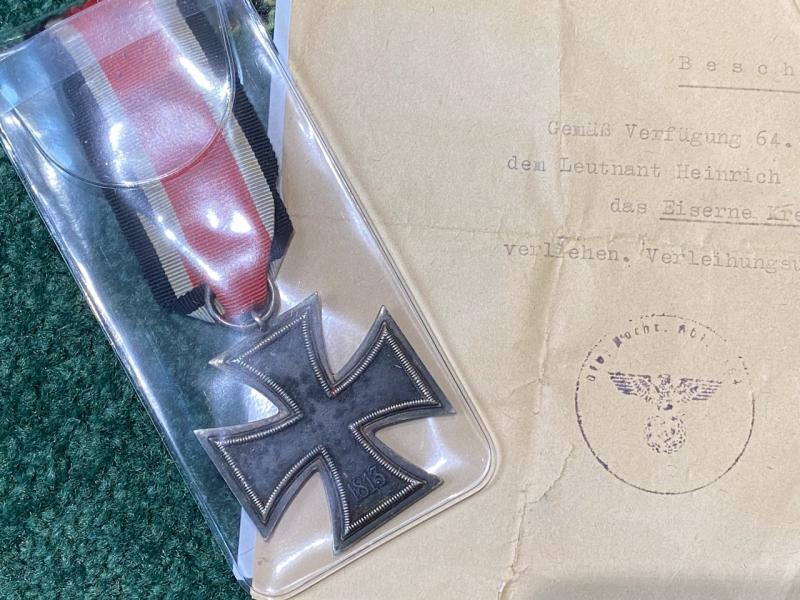 Besch
Gemäß Verfügung 64.
dem Leutnant Heinrich
das Eiserne Kre
verliehen. Verleihungsu
1813